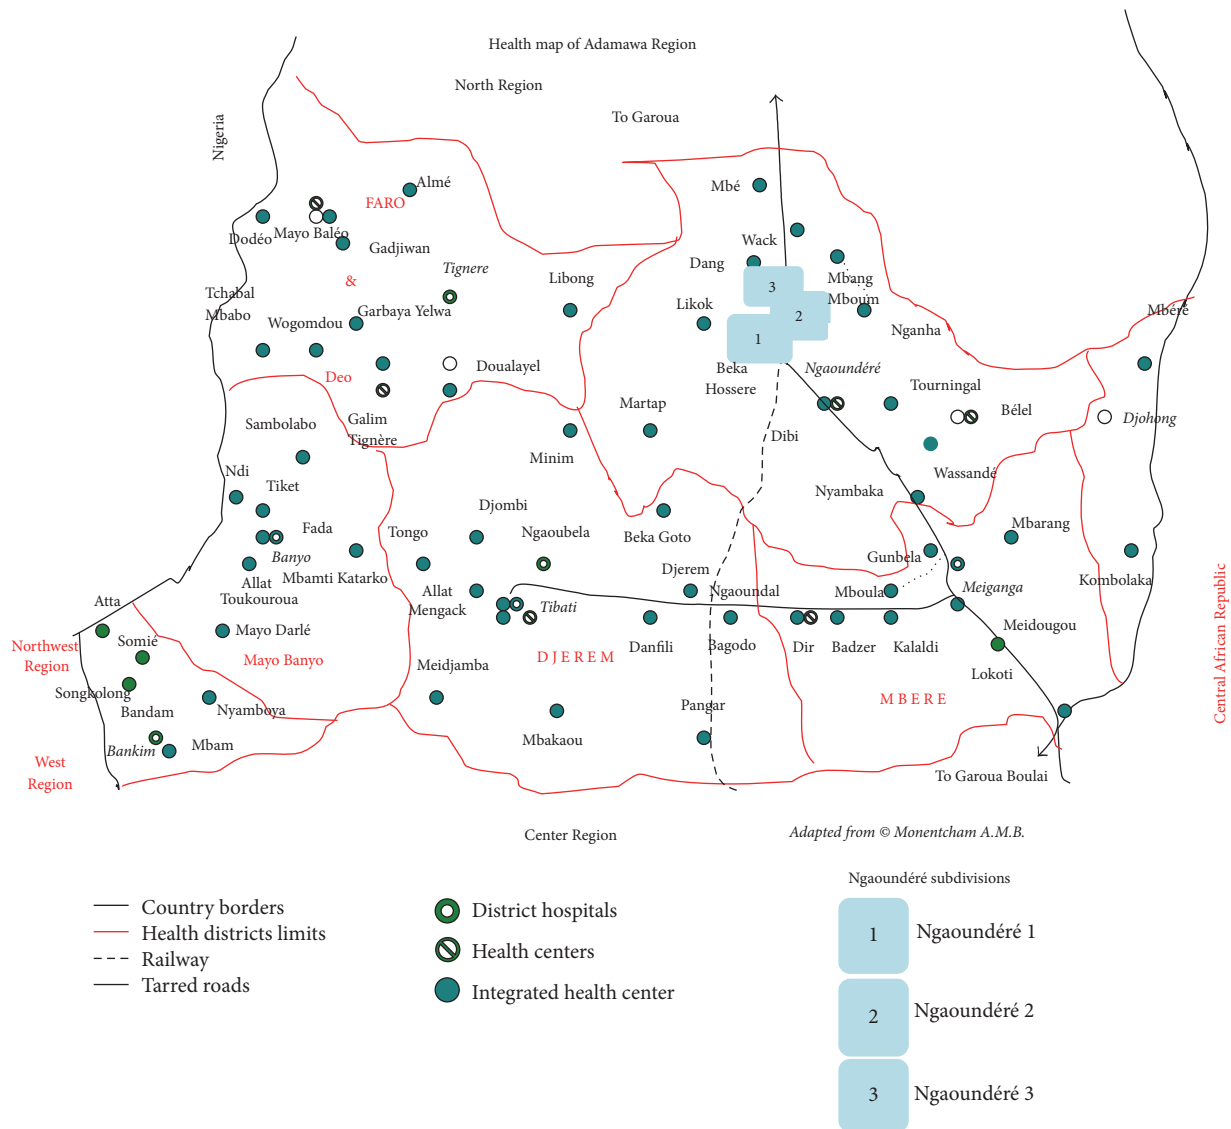 Health map of Adamawa Region
North Region
To Garoua
Nigeria
Almé
Mbé
FARO
Dodéo
Mayo Baléo
Gadjiwan
Wack
Dang
Mbang
Mboum
&
Tignere
Libong
3
Tchabal
Mbabo
Wogomdou
Garbaya Yelwa
Likok
2
Nganha
Mbéré
1
Deo
Doualayel
Beka
Hossere
Ngaoundéré
Tourningal
Galim
Tignère
Sambolabo
Martap
Dibi
Bélel
Djohong
Minim
Wassandé
Ndi
Tiket
Djombi
Nyambaka
Fada
Tongo
Ngaoubela
Beka Goto
Mbarang
Banyo
Mbamti Katarko
Allat
Toukouroua
Djerem
Gunbela
Kombolaka
Allat
Mengack
Tibati
Ngaoundal
Mboula
Meiganga
Atta
Northwest
Region
Somié
Mayo Darlé
Mayo Banyo
DJEREM
Danfili
Bagodo
Dir
Badzer
Kalaldi
Meidougou
Central African Republic
Meidjamba
Lokoti
Songkolong
Bandam
Nyamboya
Pangar
MBERE
Bankim
Mbam
Mbakaou
West
Region
To Garoua Boulai
Center Region
Adapted from © Monentcham A.M.B.
Country borders
Health districts limits
Railway
Tarred roads
District hospitals
Health centers
Integrated health center
Ngaoundéré subdivisions
1 Ngaoundéré 1
2 Ngaoundéré 2
3 Ngaoundéré 3